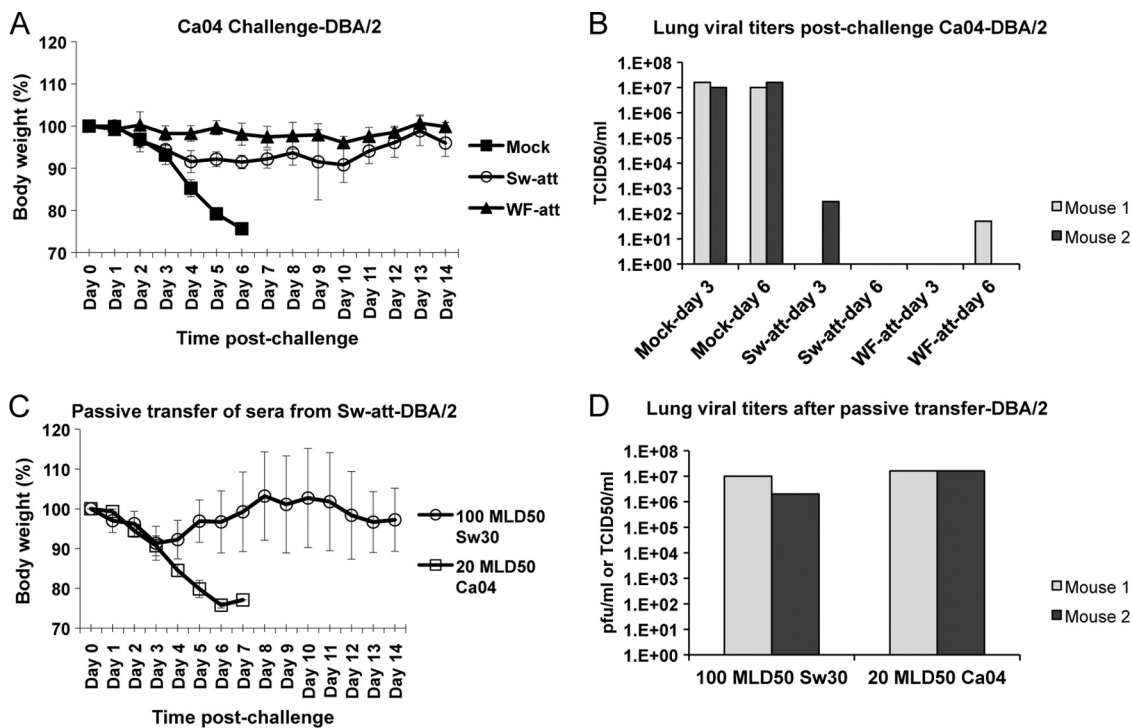 A
Ca04 Challenge-DBA/2
Body weight (%)
120
110
100
90
80
70
Day 0
Day 1
Day 2
Day 3
Day 4
Day 5
Day 6
Day 7
Day 8
Day 9
Day 10
Day 11
Day 12
Day 13
Day 14
Time post-challenge
Mock
Sw-att
WF-att
B
Lung viral titers post-challenge Ca04-DBA/2
TCID50/ml
1.E+08
1.E+07
1.E+06
1.E+05
1.E+04
1.E+03
1.E+02
1.E+01
1.E+00
Mock-day 3
Mock-day 6
Sw-att-day 3
Sw-att-day 6
WF-att-day 3
WF-att-day 6
Mouse 1
Mouse 2
C
Passive transfer of sera from Sw-att-DBA/2
Body weight (%)
120
110
100
90
80
70
Day 0
Day 1
Day 2
Day 3
Day 4
Day 5
Day 6
Day 7
Day 8
Day 9
Day 10
Day 11
Day 12
Day 13
Day 14
Time post-challenge
100 MLD50
Sw30
20 MLD50
Ca04
D
Lung viral titers after passive transfer-DBA/2
pfu/ml or TCID50/ml
1.E+08
1.E+07
1.E+06
1.E+05
1.E+04
1.E+03
1.E+02
1.E+01
1.E+00
100 MLD50 Sw30
20 MLD50 Ca04
Mouse 1
Mouse 2